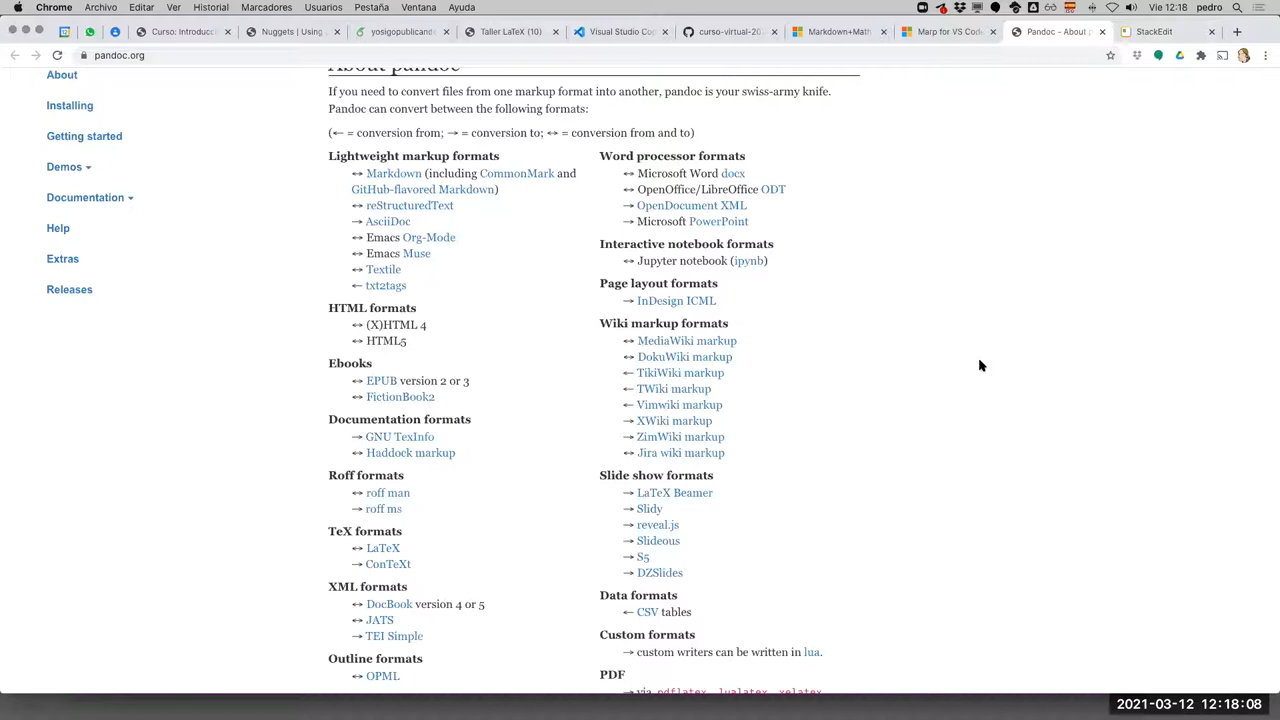 Chrome Archivo Editar Ver Historial Marcadores Usuarios Pestaña Ventana Ayuda
Vie 12:18 pedro
Curso: Introducc
Nuggets | Using
yosigopublicand
Taller LaTeX (10)
Visual Studio Co
curso-virtual-20
Markdown+Math
Marp for VS Cod
Pandoc - About p
StackEdit
pandoc.org
About
Installing
Getting started
Demos
Documentation
Help
Extras
Releases
About pandoc
If you need to convert files from one markup format into another, pandoc is your swiss-army knife.
Pandoc can convert between the following formats:
(← = conversion from; → = conversion to; ↔ = conversion from and to)
Lightweight markup formats
↔ Markdown (including CommonMark and
GitHub-flavored Markdown)
↔ reStructuredText
→ AsciiDoc
↔ Emacs Org-Mode
↔ Emacs Muse
↔ Textile
← txt2tags
HTML formats
↔ (X)HTML 4
↔ HTML5
Ebooks
↔ EPUB version 2 or 3
↔ FictionBook2
Documentation formats
→ GNU TexInfo
↔ Haddock markup
Roff formats
↔ roff man
→ roff ms
TeX formats
↔ LaTeX
→ ConTeXt
XML formats
↔ DocBook version 4 or 5
↔ JATS
→ TEI Simple
Outline formats
↔ OPML
Word processor formats
↔ Microsoft Word docx
↔ OpenOffice/LibreOffice ODT
→ OpenDocument XML
→ Microsoft PowerPoint
Interactive notebook formats
↔ Jupyter notebook (ipynb)
Page layout formats
→ InDesign ICML
Wiki markup formats
↔ MediaWiki markup
↔ DokuWiki markup
← TikiWiki markup
← TWiki markup
← Vimwiki markup
→ XWiki markup
→ ZimWiki markup
↔ Jira wiki markup
Slide show formats
→ LaTeX Beamer
→ Slidy
→ reveal.js
→ Slideous
→ S5
→ DZSlides
Data formats
← CSV tables
Custom formats
→ custom writers can be written in lua.
PDF
→ via pdflatex, lualatex, xelatex,
2021-03-12 12:18:08